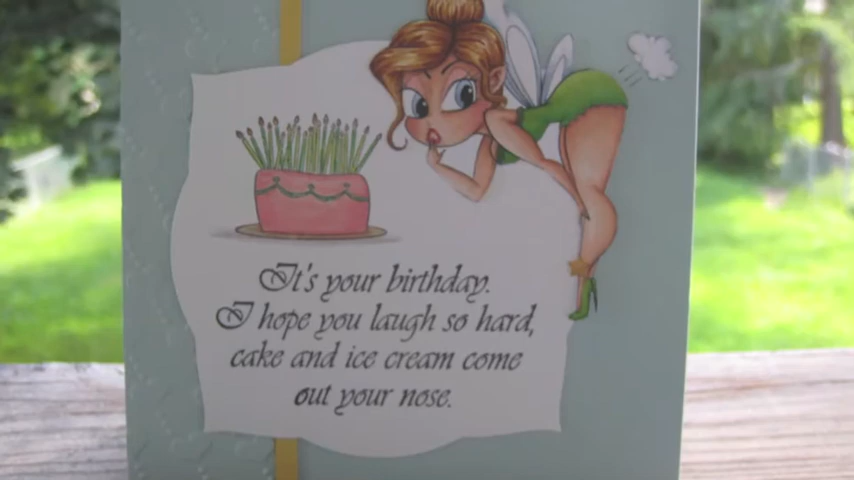 It's your birthday.
I hope you laugh so hard,
cake and ice cream come
out your nose.